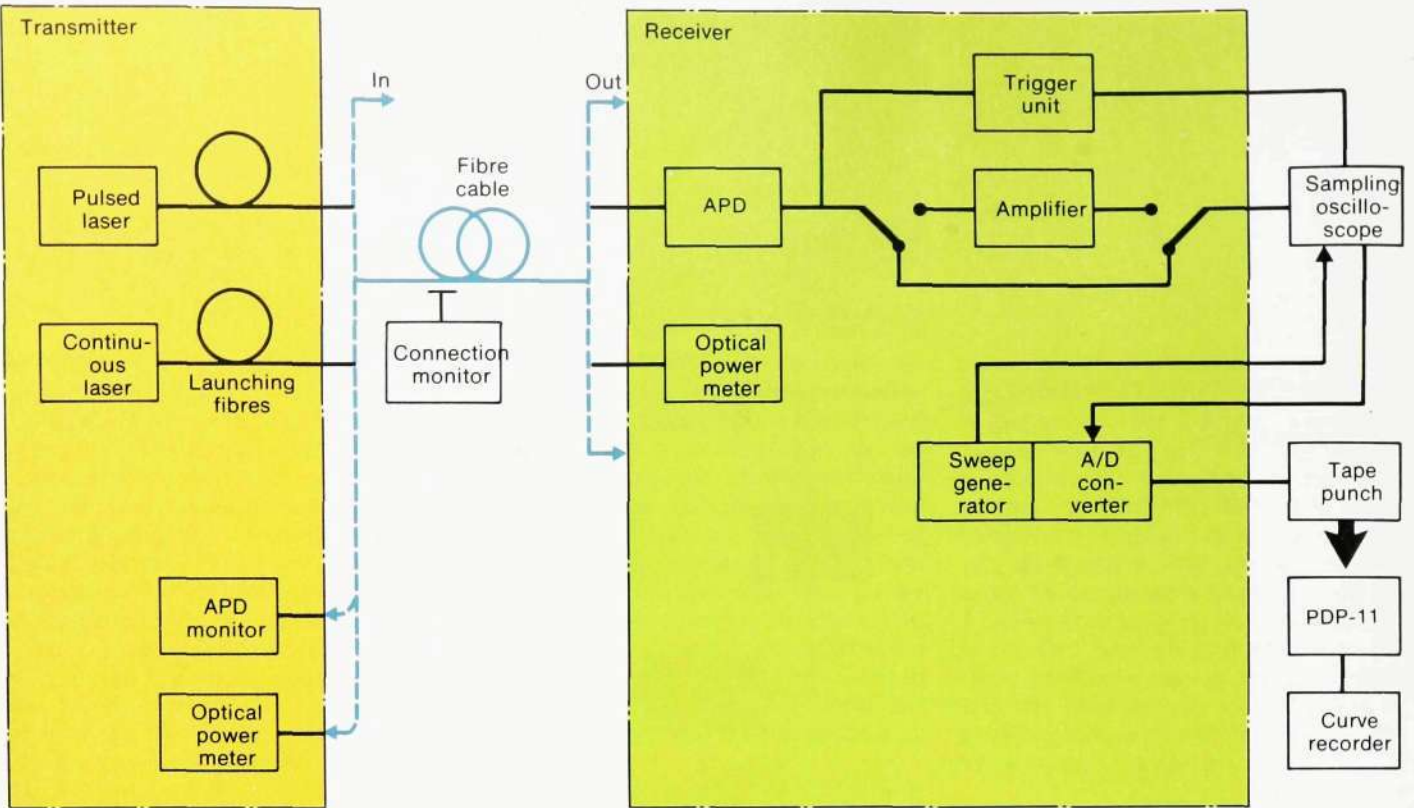 Transmitter
Receiver
In
Out
Trigger
unit
Fibre
cable
Pulsed
laser
APD
Amplifier
Sampling
oscillo-
scope
Continu-
ous
laser
Launching
fibres
Connection
monitor
Optical
power
meter
Sweep
gene-
rator
A/D
con-
verter
Tape
punch
APD
monitor
PDP-11
Optical
power
meter
Curve
recorder